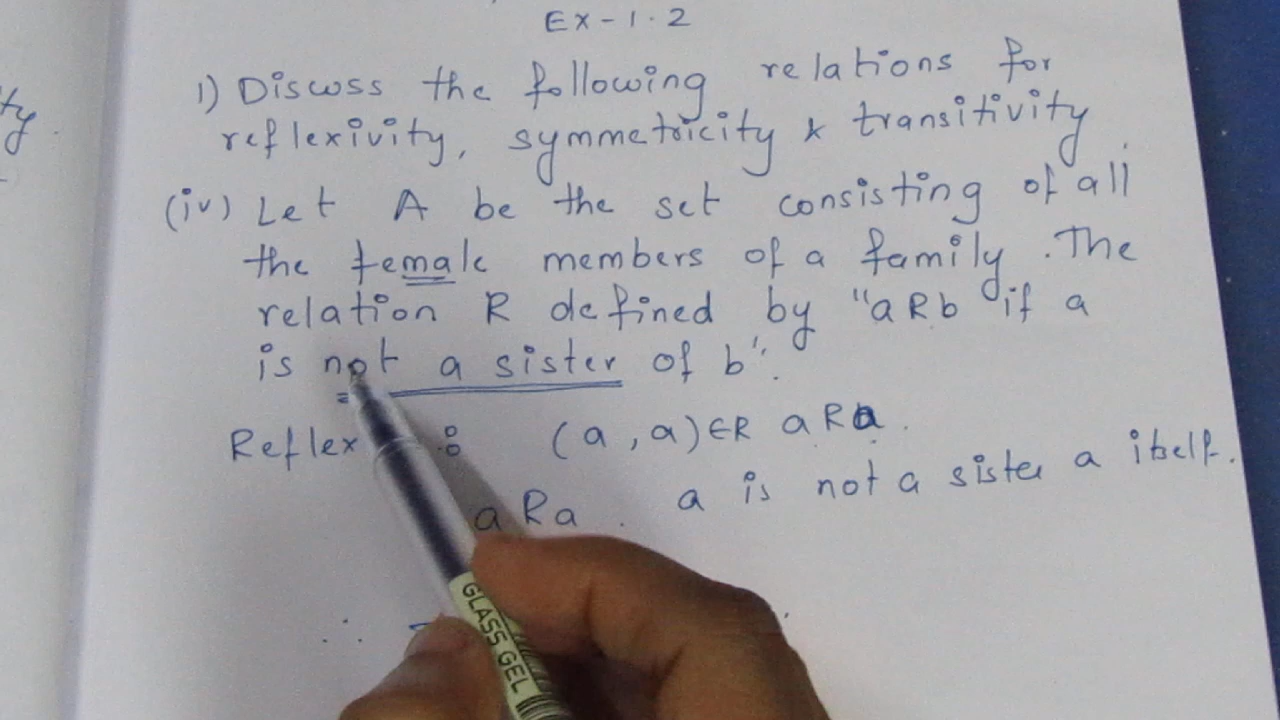 Ex-1.2
1) Discuss the following relations for
reflexivity, symmetricity & transitivity
(iv) Let A be the set consisting of all
the female members of a family. The
relation R defined by "aRb if a
is not a sister of b".
Reflex : (a,a)∈R aRa.
aRa. a is not a sister a itself.
∴
GLASS GEL